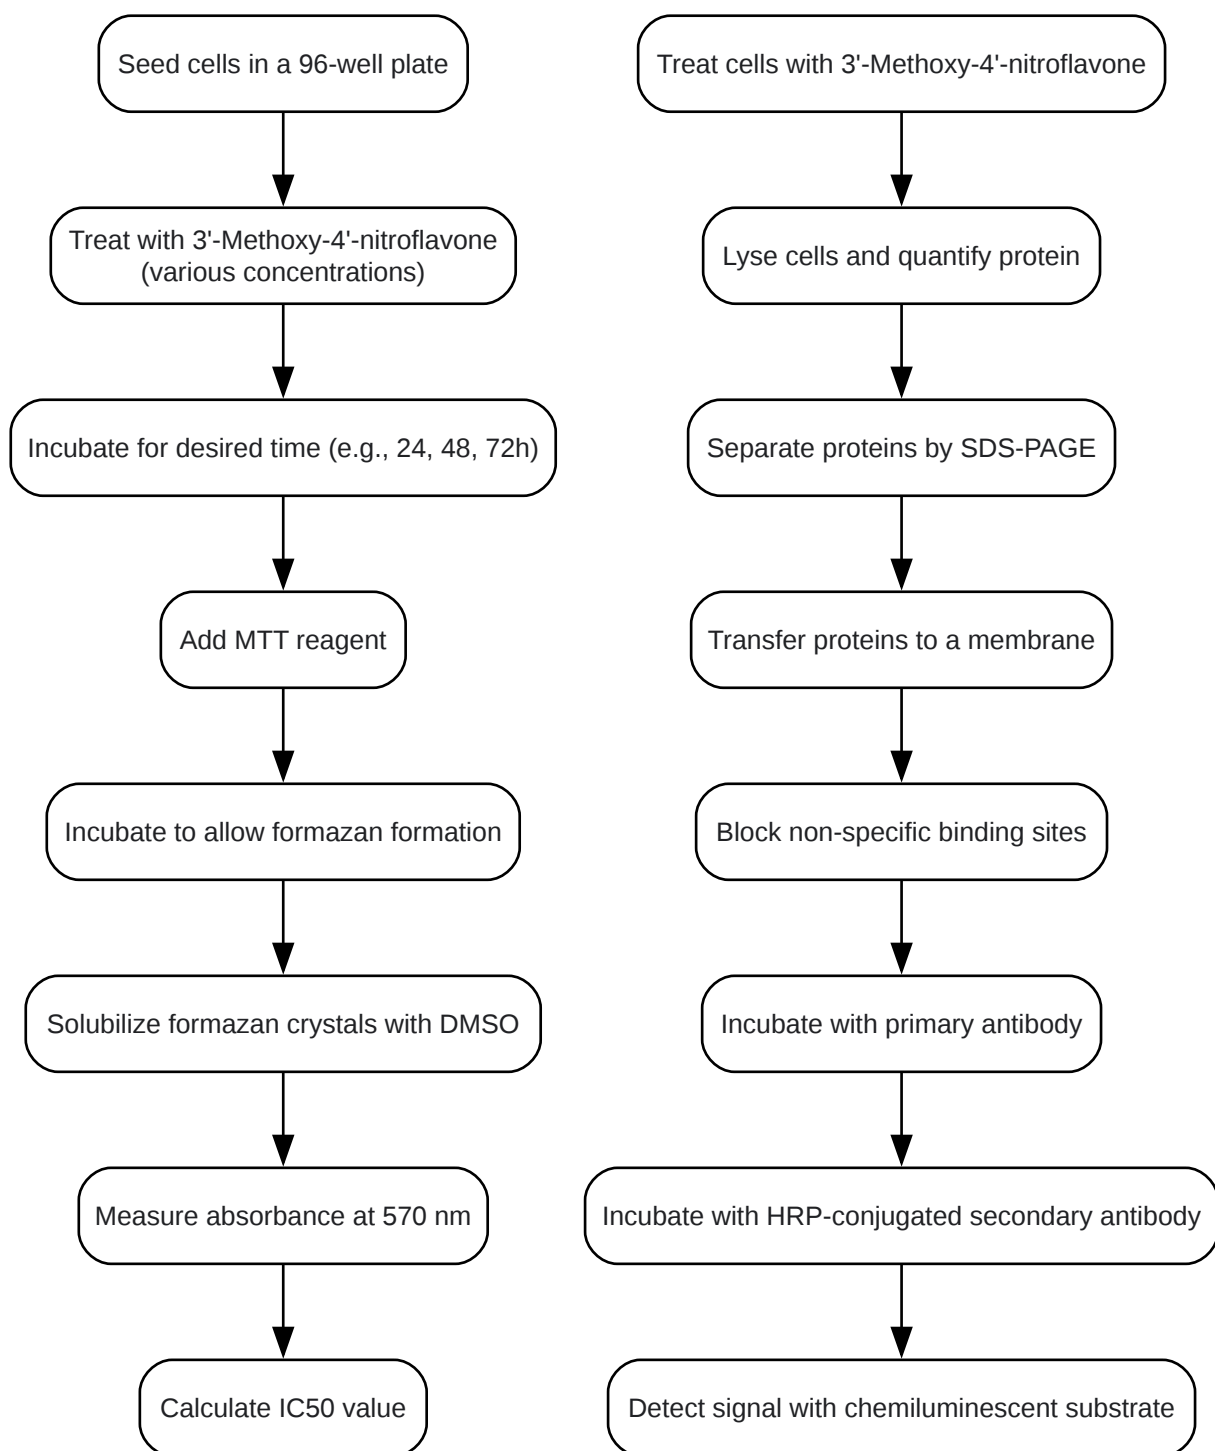 Seed cells in a 96-well plate
Treat with 3'-Methoxy-4'-nitroflavone
(various concentrations)
Incubate for desired time (e.g., 24, 48, 72h)
Add MTT reagent
Incubate to allow formazan formation
Solubilize formazan crystals with DMSO
Measure absorbance at 570 nm
Calculate IC50 value
Treat cells with 3'-Methoxy-4'-nitroflavone
Lyse cells and quantify protein
Separate proteins by SDS-PAGE
Transfer proteins to a membrane
Block non-specific binding sites
Incubate with primary antibody
Incubate with HRP-conjugated secondary antibody
Detect signal with chemiluminescent substrate